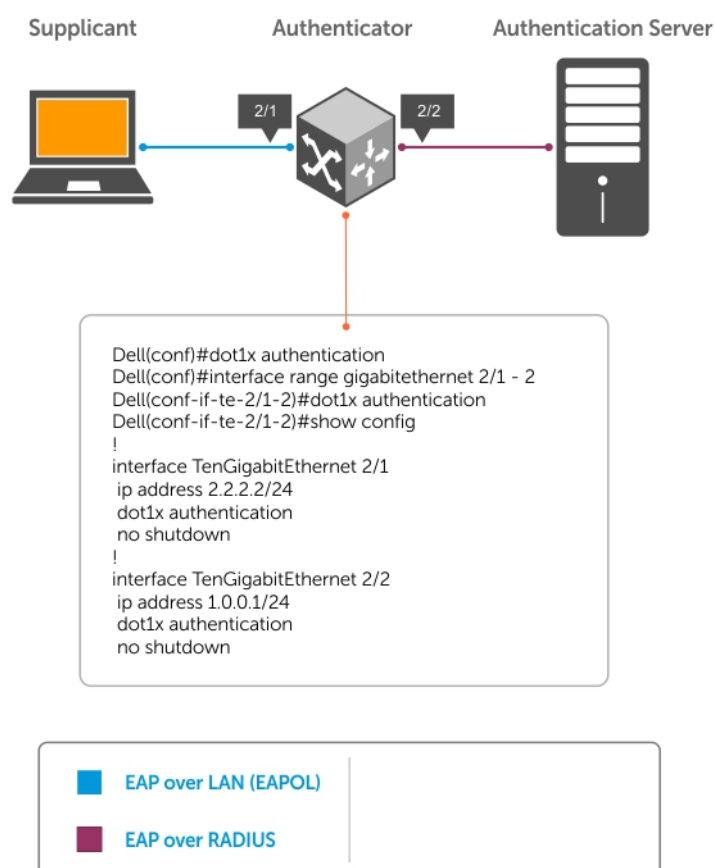 Supplicant
Authenticator
Authentication Server
2/1
2/2
Dell(conf)#dot1x authentication
Dell(conf)#interface range gigabitethernet 2/1 - 2
Dell(conf-if-te-2/1-2)#dot1x authentication
Dell(conf-if-te-2/1-2)#show config
!
interface TenGigabitEthernet 2/1
ip address 2.2.2.2/24
dot1x authentication
no shutdown
!
interface TenGigabitEthernet 2/2
ip address 1.0.0.1/24
dot1x authentication
no shutdown
EAP over LAN (EAPOL)
EAP over RADIUS